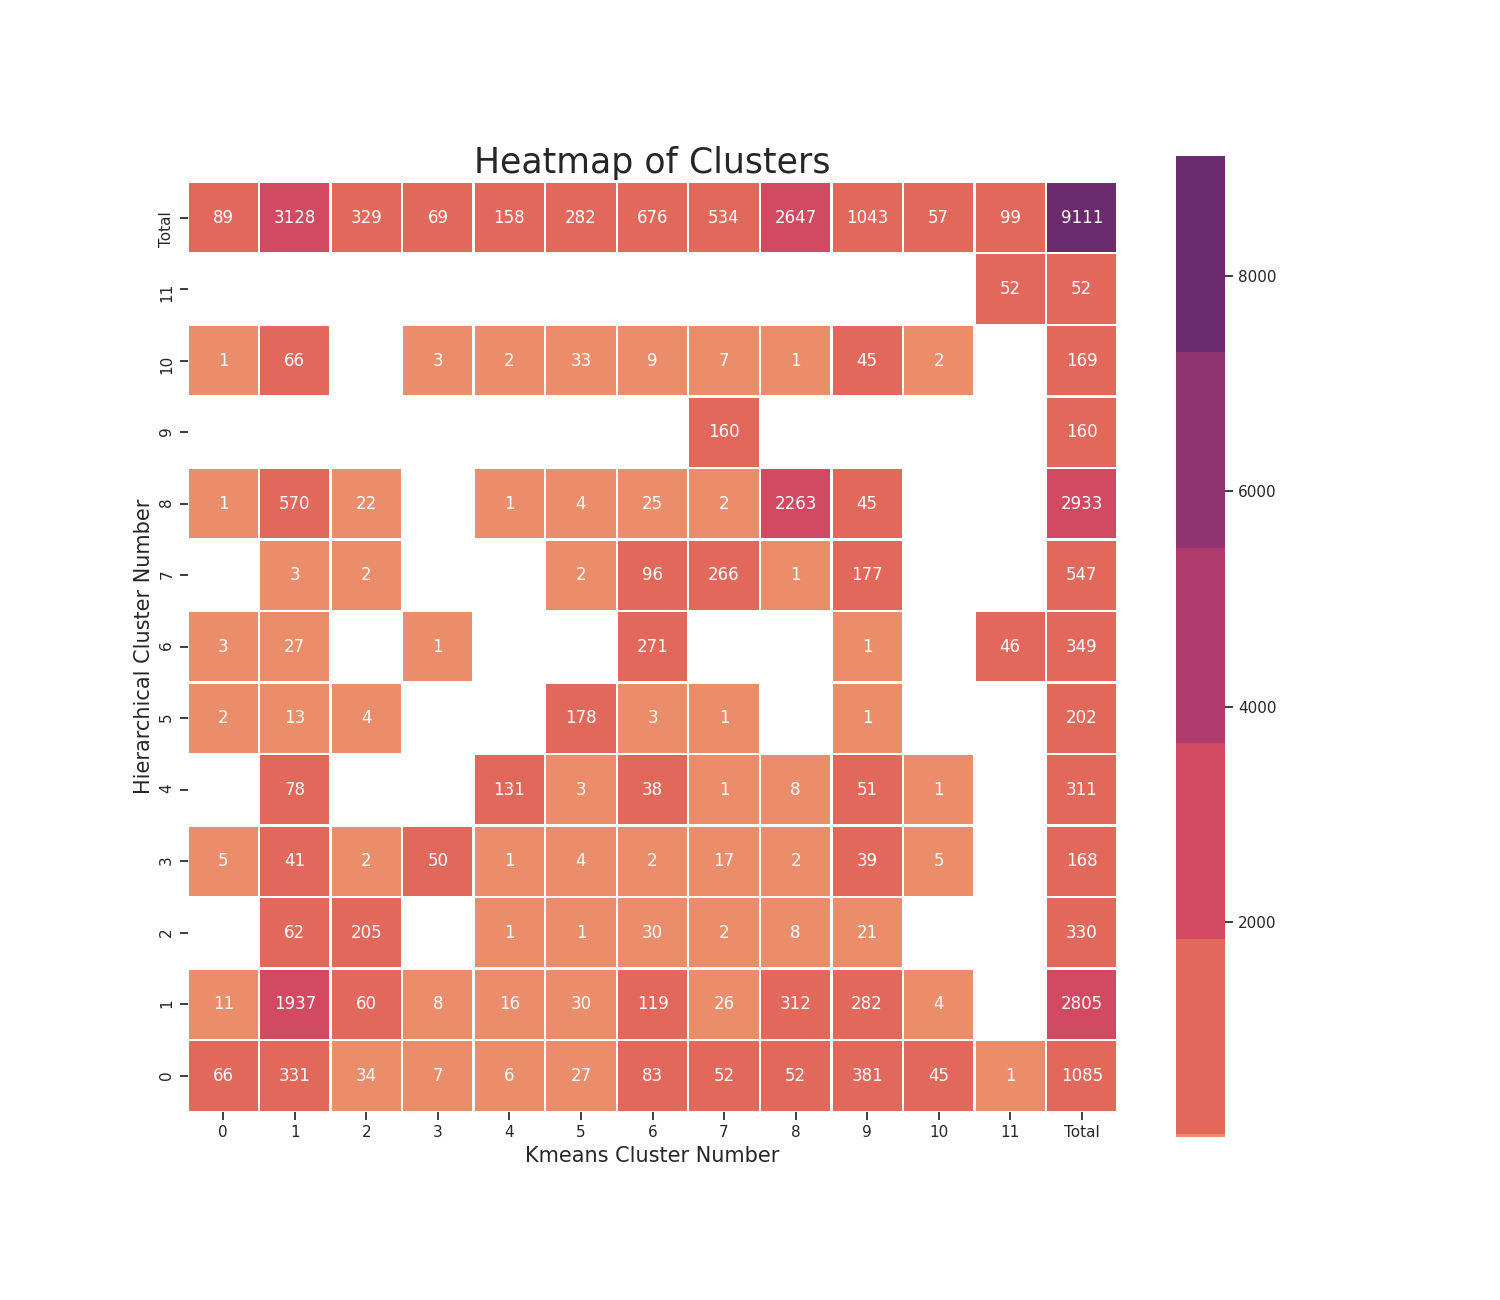 Heatmap of Clusters
Total 89 3128 329 69 158 282 676 534 2647 1043 57 99 9111
11 52 52
10 1 66 3 2 33 9 7 1 45 2 169
9 160 160
8 1 570 22 1 4 25 2 2263 45 2933
7 3 2 2 96 266 1 177 547
6 3 27 1 271 1 46 349
5 2 13 4 178 3 1 1 202
4 78 131 3 38 1 8 51 1 311
3 5 41 2 50 1 4 2 17 2 39 5 168
2 62 205 1 1 30 2 8 21 330
1 11 1937 60 8 16 30 119 26 312 282 4 2805
0 66 331 34 7 6 27 83 52 52 381 45 1 1085
0 1 2 3 4 5 6 7 8 9 10 11 Total
Kmeans Cluster Number
Hierarchical Cluster Number
8000
6000
4000
2000